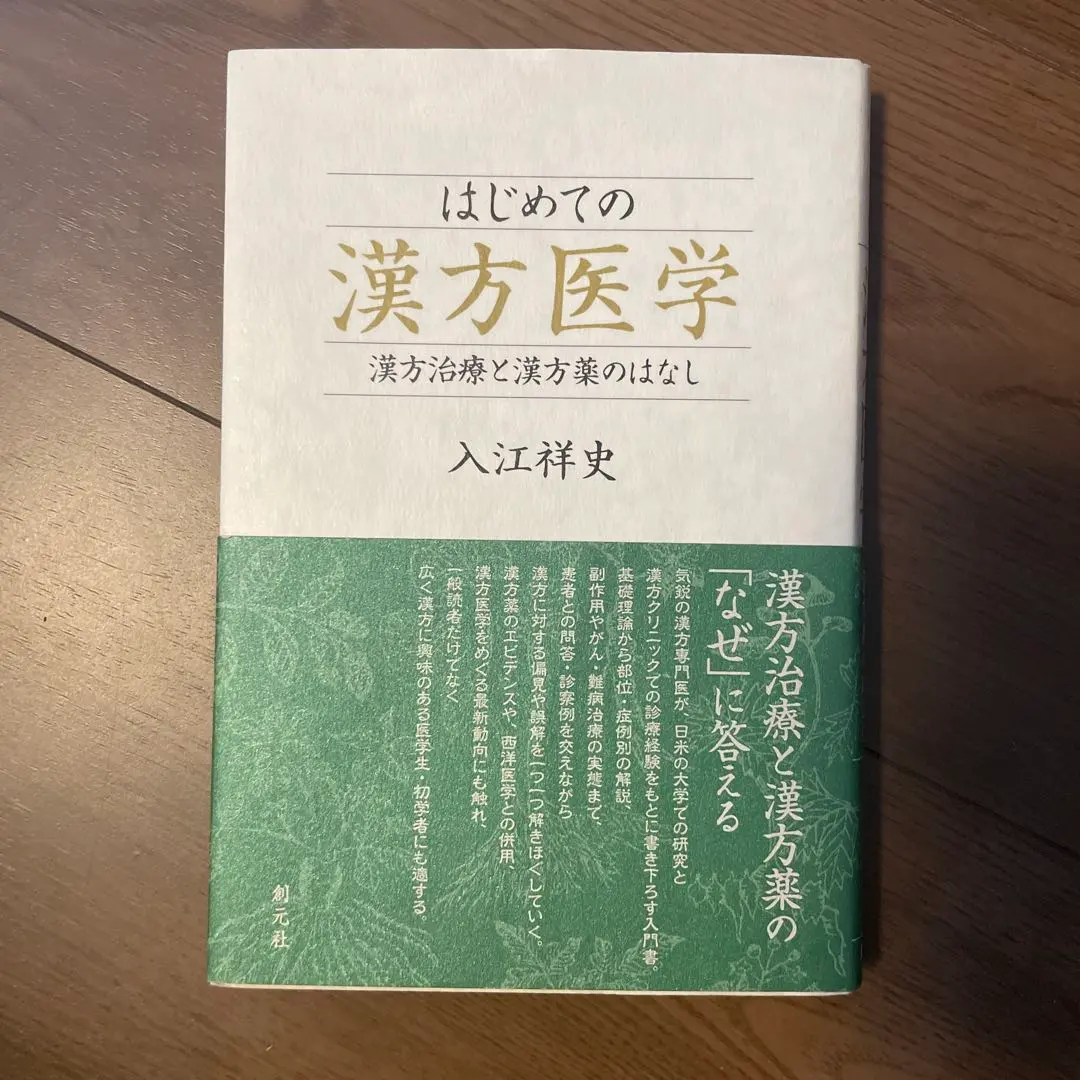 はじめての
漢方医学
漢方治療と漢方薬のはなし
入江祥史
漢方治療と漢方薬の
「なぜ」に答える
気鋭の漢方専門医が、日米の大学での研究と
漢方クリニックでの診療経験をもとに書き下ろす入門書。
基礎理論から部位・症例別の解説、
副作用やがん・難病治療の実態まで、
患者との問答・診察例を交えながら
漢方に対する偏見や誤解を一つ一つ解きほぐしていく。
漢方薬のエビデンスや、西洋医学との併用、
漢方医学をめぐる最新動向にも触れ、
一般読者だけでなく
広く漢方に興味のある医学生・初学者にも適する。
創元社